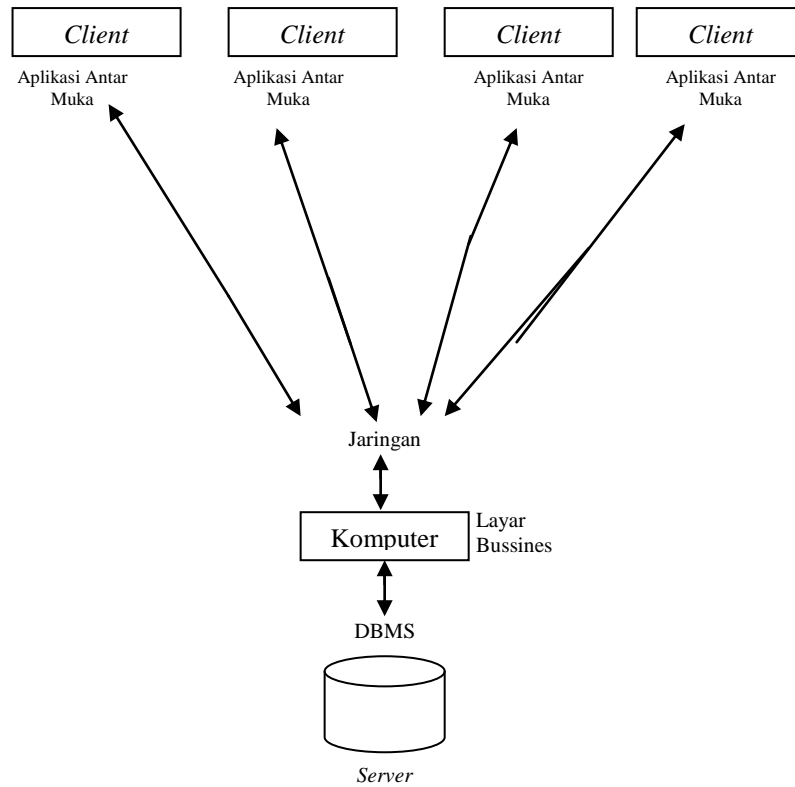 Client
Client
Client
Client
Aplikasi Antar
Muka
Aplikasi Antar
Muka
Aplikasi Antar
Muka
Aplikasi Antar
Muka
Jaringan
Komputer
Layar
Bussines
DBMS
Server